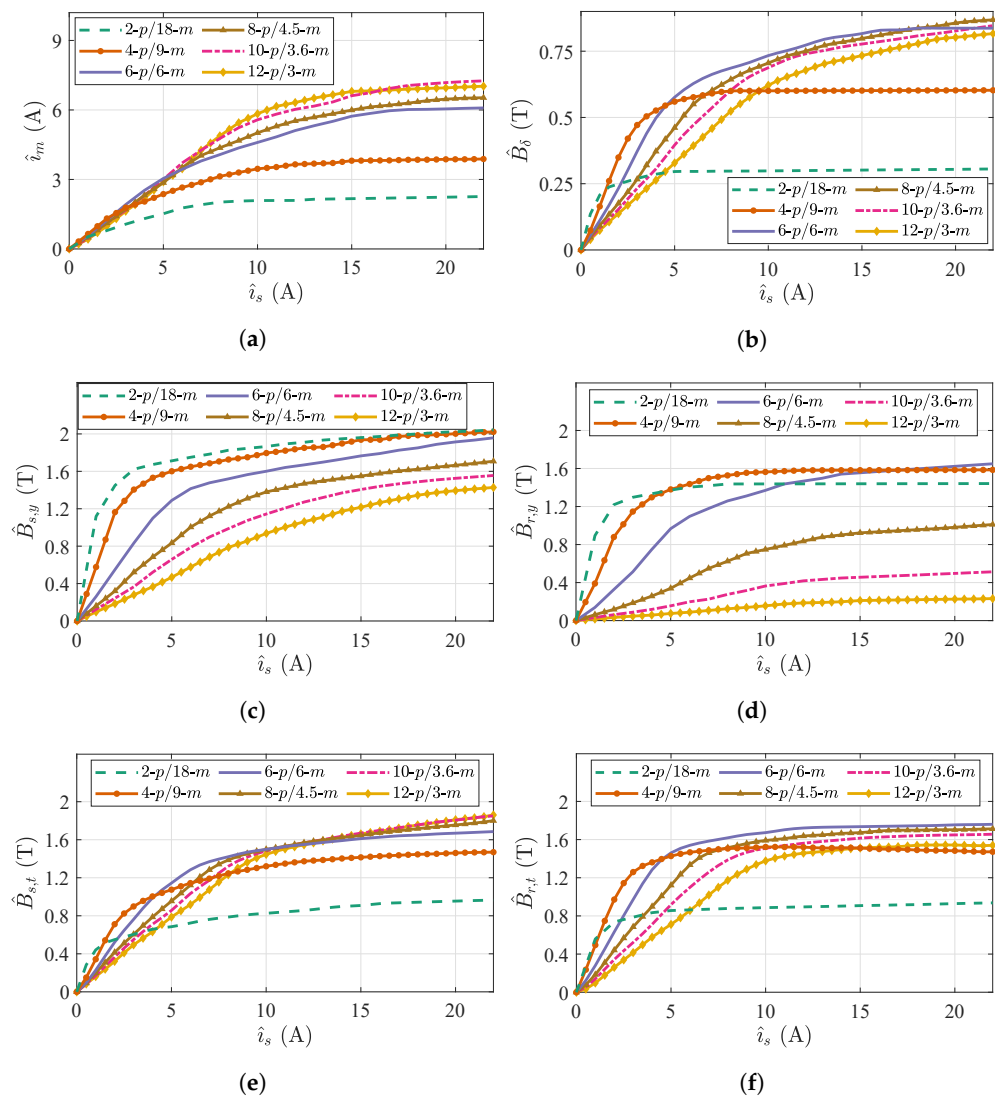 9
6
3
0
î_m (A)
2-p/18-m 8-p/4.5-m
4-p/9-m 10-p/3.6-m
6-p/6-m 12-p/3-m
0 5 10 15 20
î_s (A)
(a)
0.75
0.5
0.25
0
B̂_δ (T)
2-p/18-m 8-p/4.5-m
4-p/9-m 10-p/3.6-m
6-p/6-m 12-p/3-m
0 5 10 15 20
î_s (A)
(b)
2-p/18-m 6-p/6-m 10-p/3.6-m
4-p/9-m 8-p/4.5-m 12-p/3-m
2
1.6
1.2
0.8
0.4
0
B̂_{s,y} (T)
0 5 10 15 20
î_s (A)
(c)
2-p/18-m 6-p/6-m 10-p/3.6-m
4-p/9-m 8-p/4.5-m 12-p/3-m
2
1.6
1.2
0.8
0.4
0
B̂_{r,y} (T)
0 5 10 15 20
î_s (A)
(d)
2-p/18-m 6-p/6-m 10-p/3.6-m
4-p/9-m 8-p/4.5-m 12-p/3-m
2
1.6
1.2
0.8
0.4
0
B̂_{s,t} (T)
0 5 10 15 20
î_s (A)
(e)
2-p/18-m 6-p/6-m 10-p/3.6-m
4-p/9-m 8-p/4.5-m 12-p/3-m
2
1.6
1.2
0.8
0.4
0
B̂_{r,t} (T)
0 5 10 15 20
î_s (A)
(f)